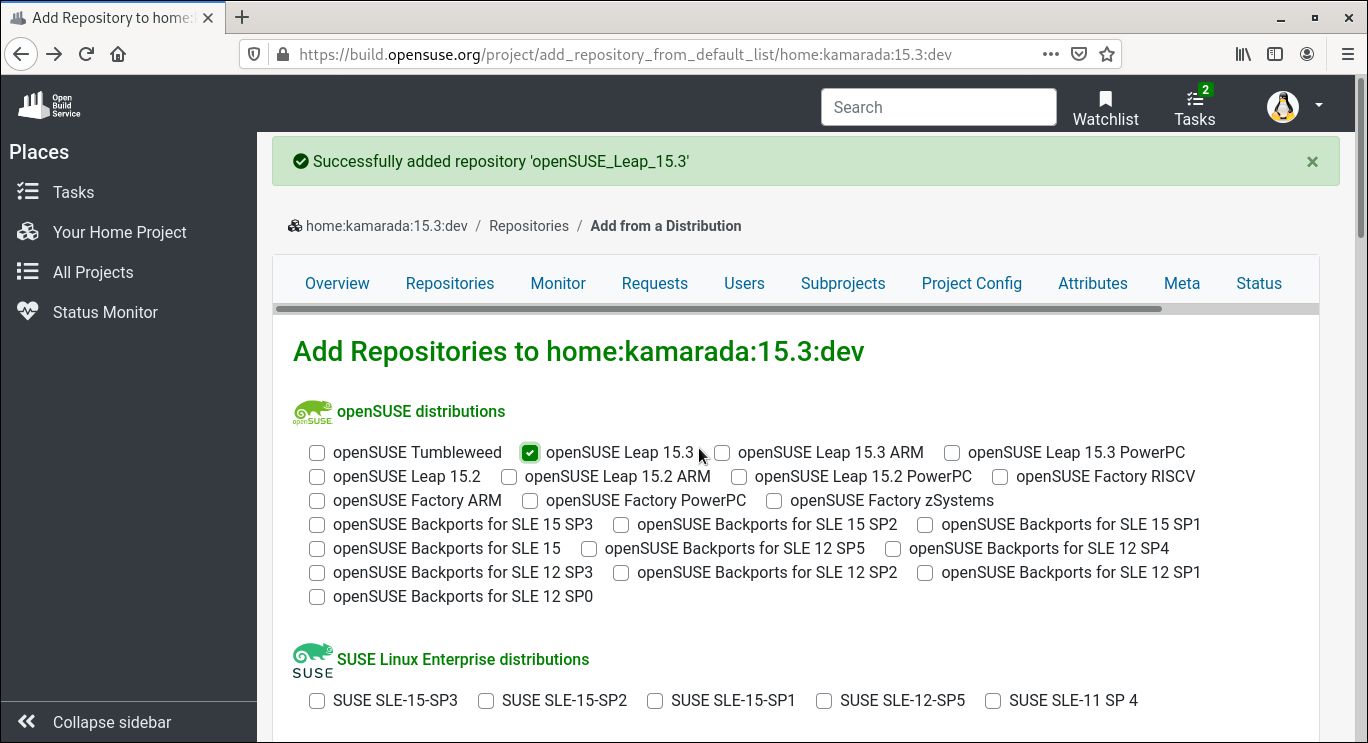 Add Repository to home:
https://build.opensuse.org/project/add_repository_from_default_list/home:kamarada:15.3:dev
Open
Build
Service
Search
Watchlist
2
Tasks
Places
Tasks
Your Home Project
All Projects
Status Monitor
Collapse sidebar
Successfully added repository 'openSUSE_Leap_15.3'
home:kamarada:15.3:dev / Repositories / Add from a Distribution
Overview Repositories Monitor Requests Users Subprojects Project Config Attributes Meta Status
Add Repositories to home:kamarada:15.3:dev
openSUSE
openSUSE distributions
openSUSE Tumbleweed openSUSE Leap 15.3 openSUSE Leap 15.3 ARM openSUSE Leap 15.3 PowerPC
openSUSE Leap 15.2 openSUSE Leap 15.2 ARM openSUSE Leap 15.2 PowerPC openSUSE Factory RISCV
openSUSE Factory ARM openSUSE Factory PowerPC openSUSE Factory zSystems
openSUSE Backports for SLE 15 SP3 openSUSE Backports for SLE 15 SP2 openSUSE Backports for SLE 15 SP1
openSUSE Backports for SLE 15 openSUSE Backports for SLE 12 SP5 openSUSE Backports for SLE 12 SP4
openSUSE Backports for SLE 12 SP3 openSUSE Backports for SLE 12 SP2 openSUSE Backports for SLE 12 SP1
openSUSE Backports for SLE 12 SP0
SUSE
SUSE Linux Enterprise distributions
SUSE SLE-15-SP3 SUSE SLE-15-SP2 SUSE SLE-15-SP1 SUSE SLE-12-SP5 SUSE SLE-11 SP 4